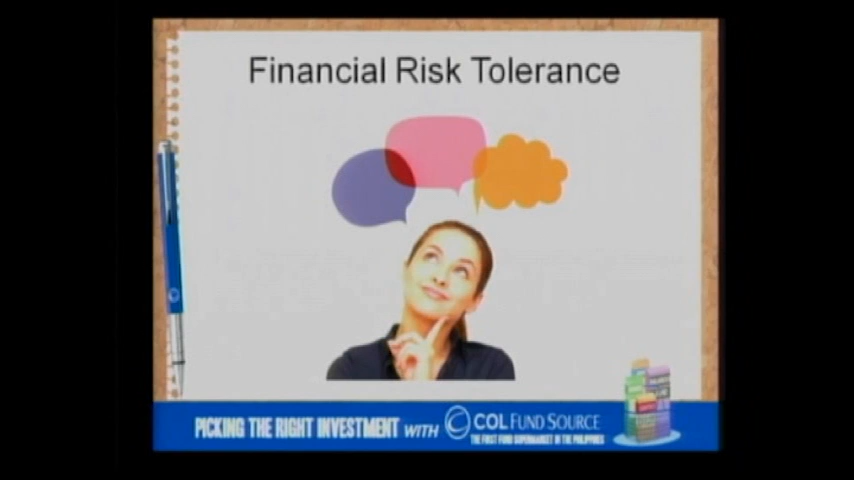 Financial Risk Tolerance
PICKING THE RIGHT INVESTMENT WITH COL FUND SOURCE
THE FIRST FUND SUPERMARKET IN THE PHILIPPINES